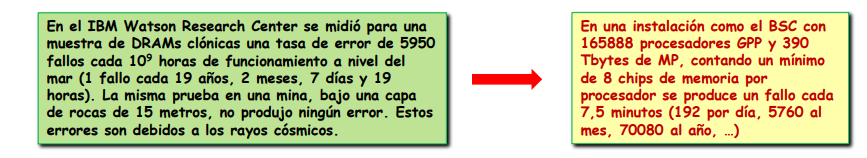 En el IBM Watson Research Center se midió para una
muestra de DRAMs clónicas una tasa de error de 5950
fallos cada 10⁹ horas de funcionamiento a nivel del
mar (1 fallo cada 19 años, 2 meses, 7 días y 19
horas). La misma prueba en una mina, bajo una capa
de rocas de 15 metros, no produjo ningún error. Estos
errores son debidos a los rayos cósmicos.
En una instalación como el BSC con
165888 procesadores GPP y 390
Tbytes de MP, contando un mínimo
de 8 chips de memoria por
procesador se produce un fallo cada
7,5 minutos (192 por día, 5760 al
mes, 70080 al año, …)